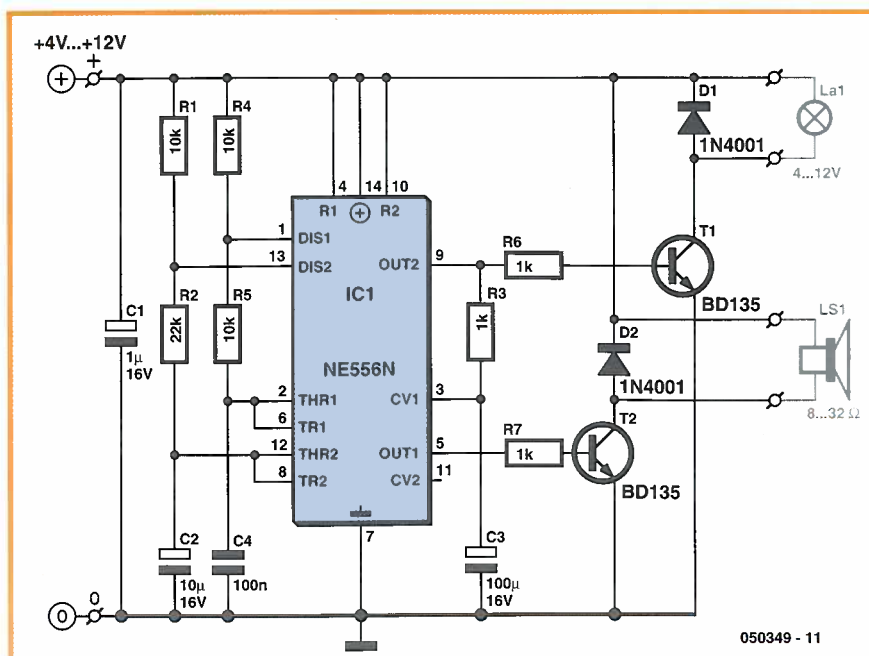 +4V...+12V
+
+
R1
10k
R4
10k
D1
1N4001
La1
4...12V
4
14
10
R1
R2
1
DIS1
13
DIS2
OUT2
9
R6
1k
T1
BD135
IC1
R3
1k
R2
22k
R5
10k
C1
1µ
16V
NE556N
D2
1N4001
LS1
8...32 Ω
2
THR1
CV1
3
6
TR1
12
THR2
OUT1
5
R7
1k
T2
BD135
8
TR2
CV2
11
7
C2
10µ
16V
C4
100n
C3
100µ
16V
0
0
050349 - 11